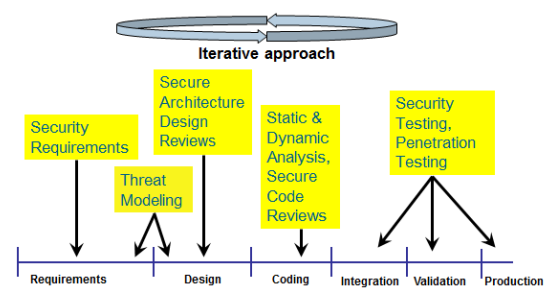 Iterative approach
Secure
Architecture
Design
Reviews
Security
Requirements
Threat
Modeling
Static &
Dynamic
Analysis,
Secure
Code
Reviews
Security
Testing,
Penetration
Testing
Requirements
Design
Coding
Integration
Validation
Production